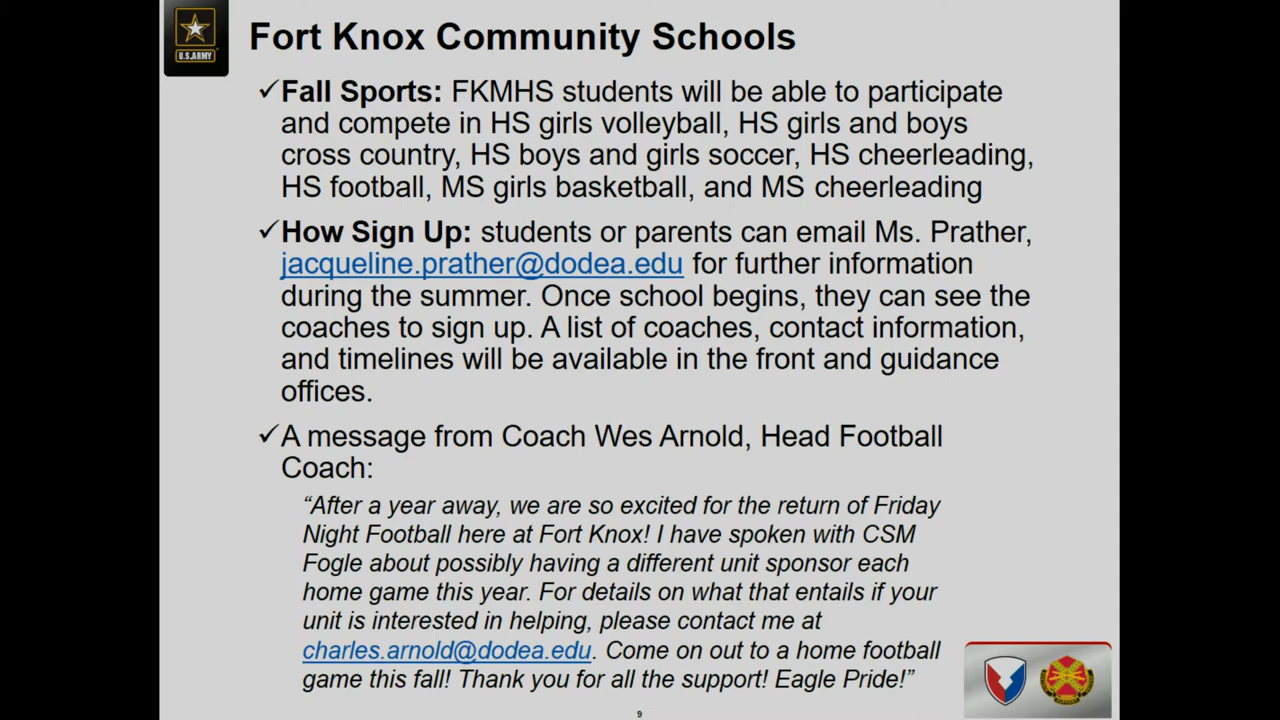 U.S.ARMY
Fort Knox Community Schools
✓Fall Sports: FKMHS students will be able to participate
and compete in HS girls volleyball, HS girls and boys
cross country, HS boys and girls soccer, HS cheerleading,
HS football, MS girls basketball, and MS cheerleading
✓How Sign Up: students or parents can email Ms. Prather,
jacqueline.prather@dodea.edu for further information
during the summer. Once school begins, they can see the
coaches to sign up. A list of coaches, contact information,
and timelines will be available in the front and guidance
offices.
✓A message from Coach Wes Arnold, Head Football
Coach:
“After a year away, we are so excited for the return of Friday
Night Football here at Fort Knox! I have spoken with CSM
Fogle about possibly having a different unit sponsor each
home game this year. For details on what that entails if your
unit is interested in helping, please contact me at
charles.arnold@dodea.edu. Come on out to a home football
game this fall! Thank you for all the support! Eagle Pride!”
9